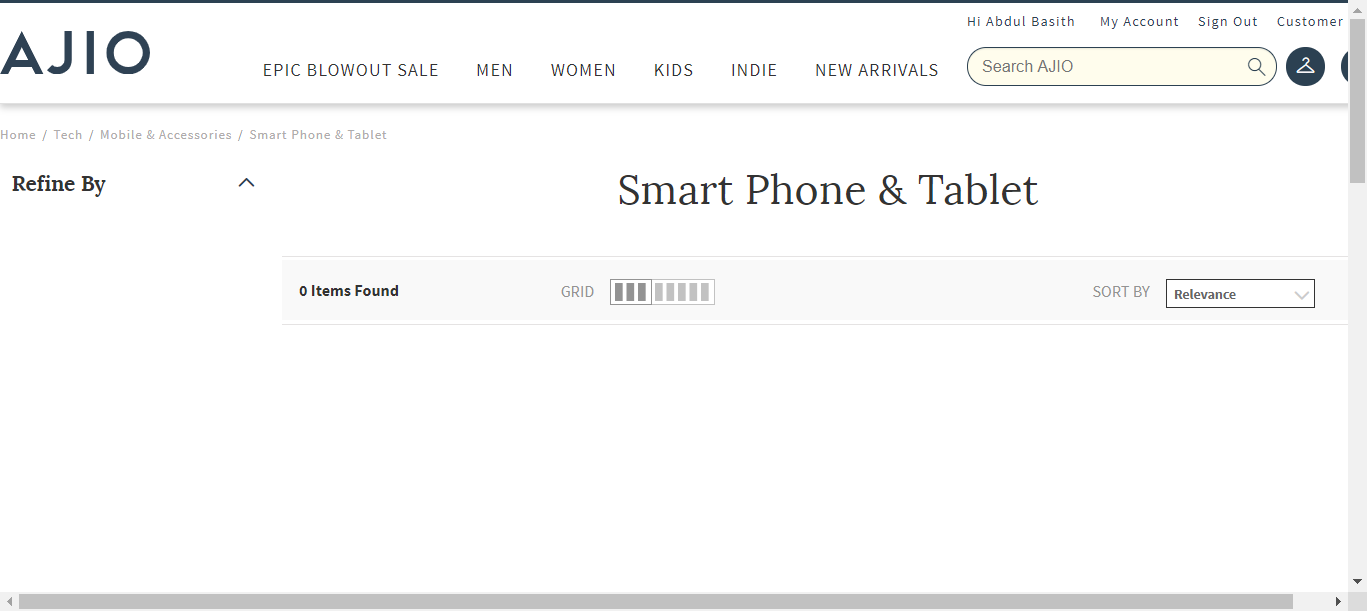 Hi Abdul Basith My Account Sign Out Customer
AJIO
EPIC BLOWOUT SALE MEN WOMEN KIDS INDIE NEW ARRIVALS
Search AJIO
Home / Tech / Mobile & Accessories / Smart Phone & Tablet
Refine By
Smart Phone & Tablet
0 Items Found GRID SORT BY Relevance